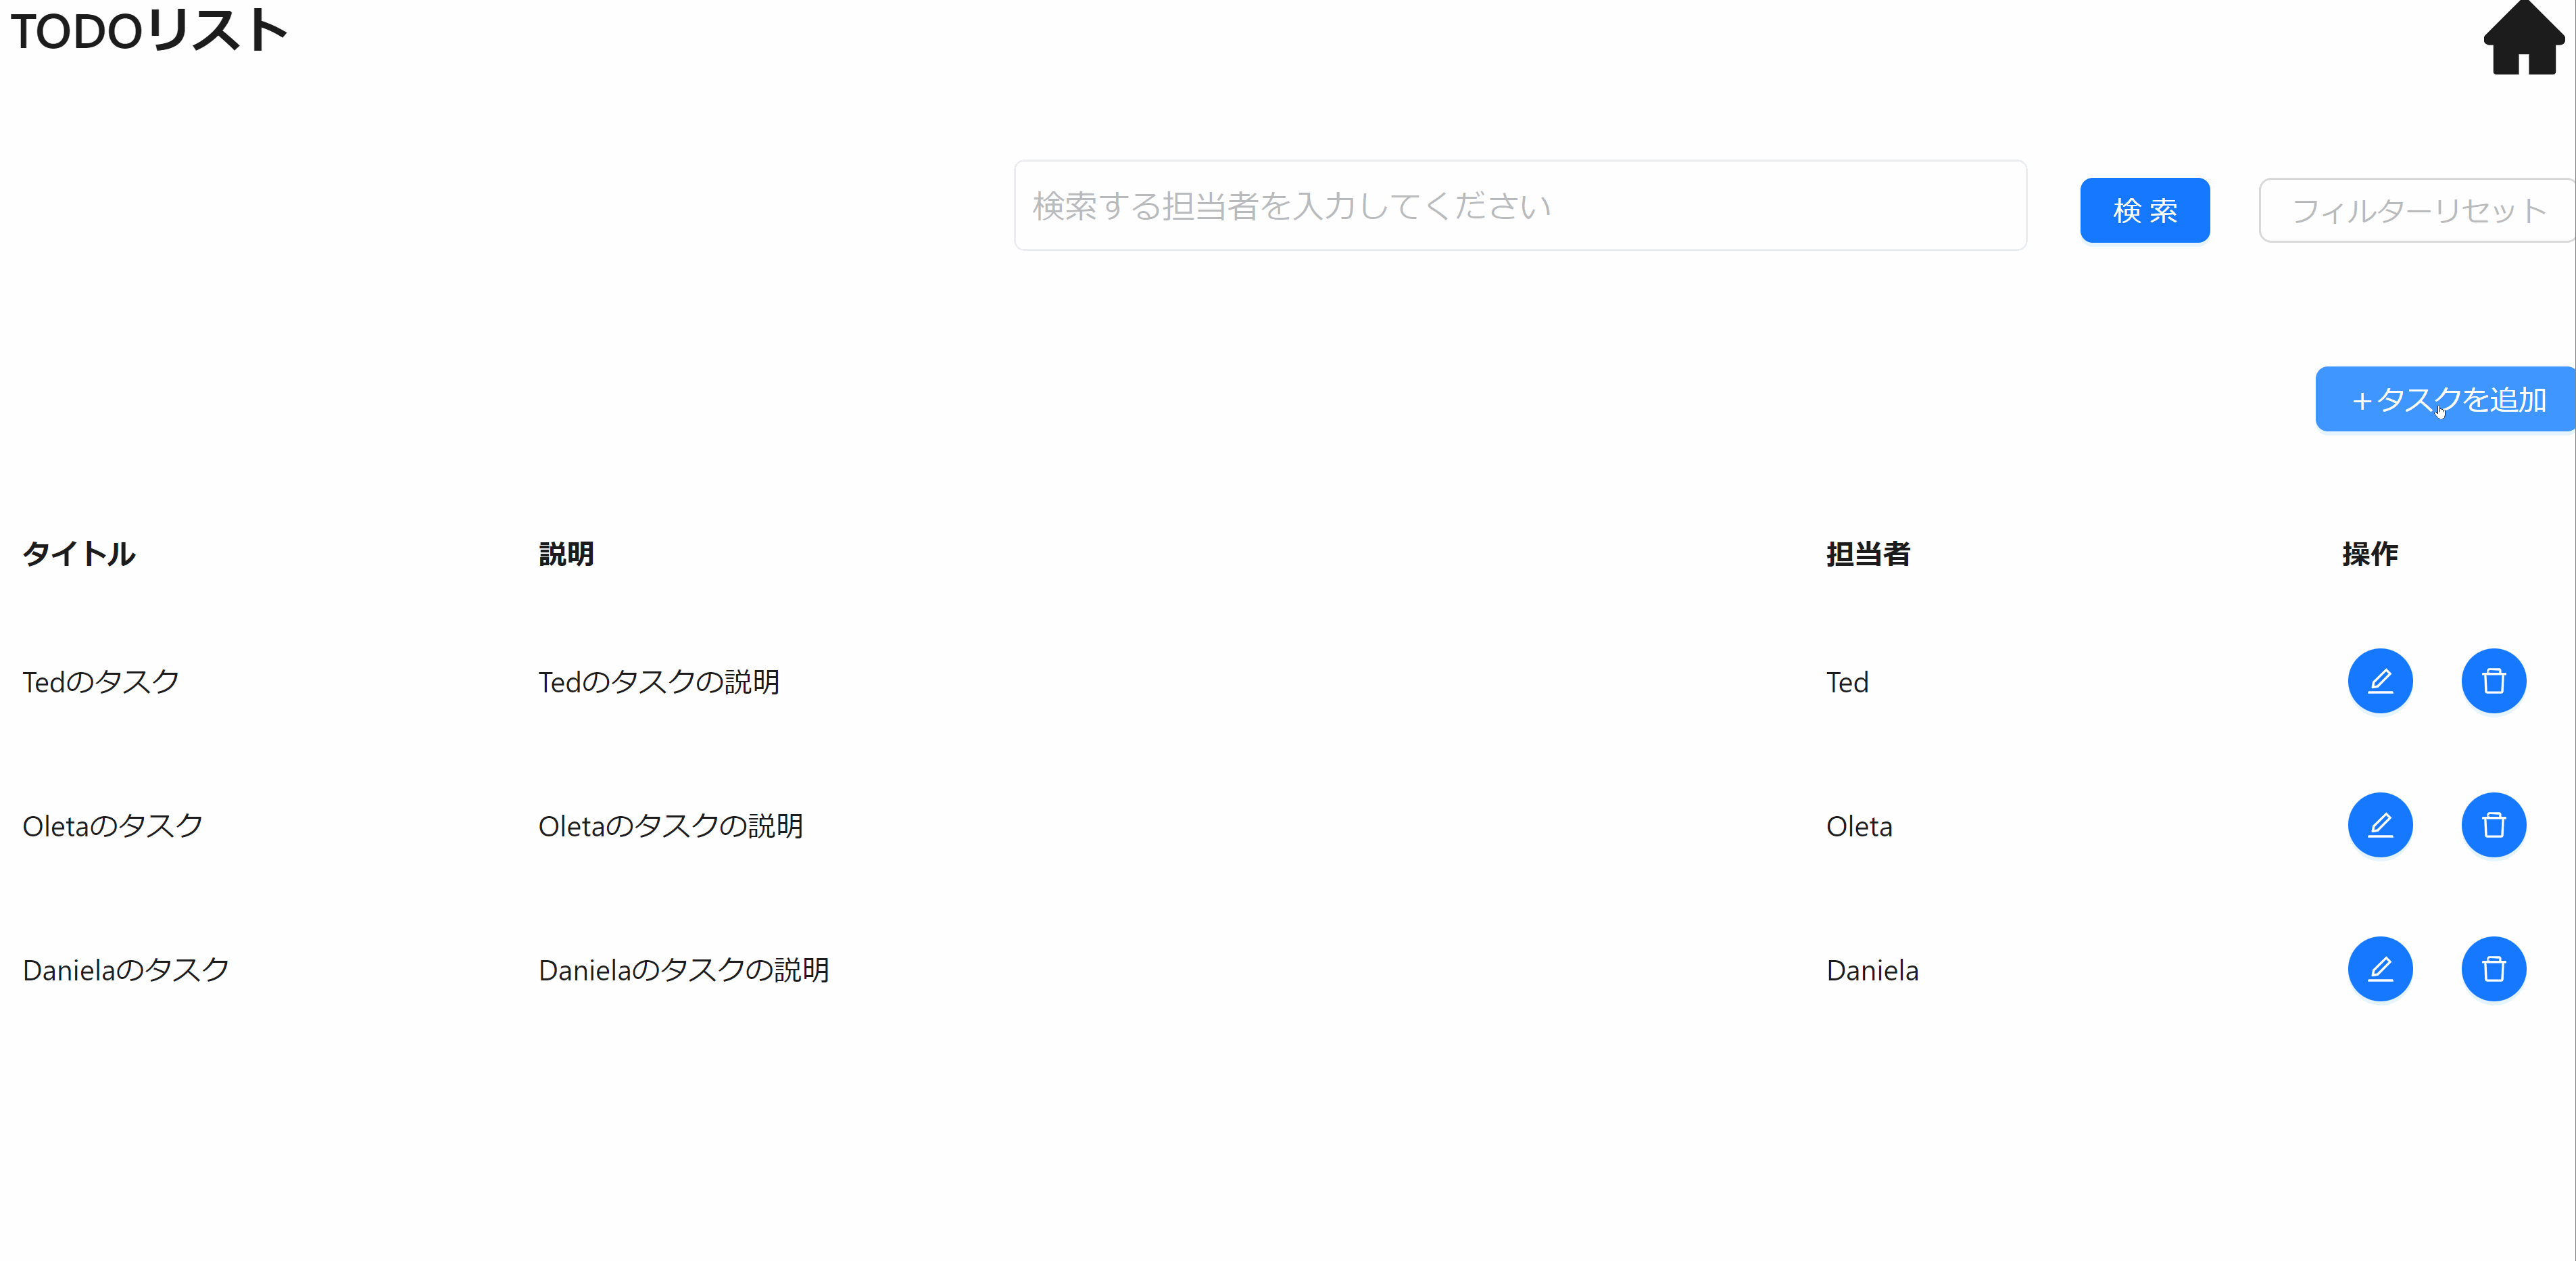 TODOリスト
検索する担当者を入力してください 検 索 フィルターリセット
+タスクを追加
タイトル 説明 担当者 操作
Tedのタスク Tedのタスクの説明 Ted
Oletaのタスク Oletaのタスクの説明 Oleta
Danielaのタスク Danielaのタスクの説明 Daniela